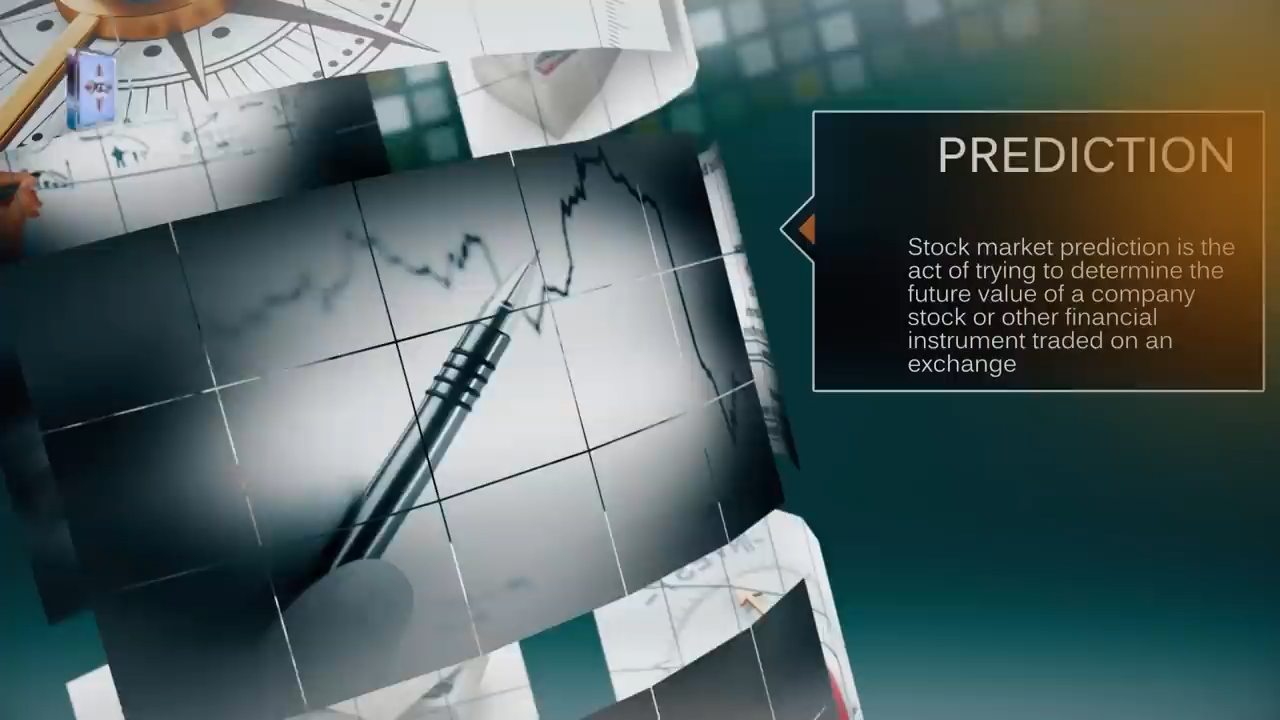 PREDICTION
Stock market prediction is the
act of trying to determine the
future value of a company
stock or other financial
instrument traded on an
exchange